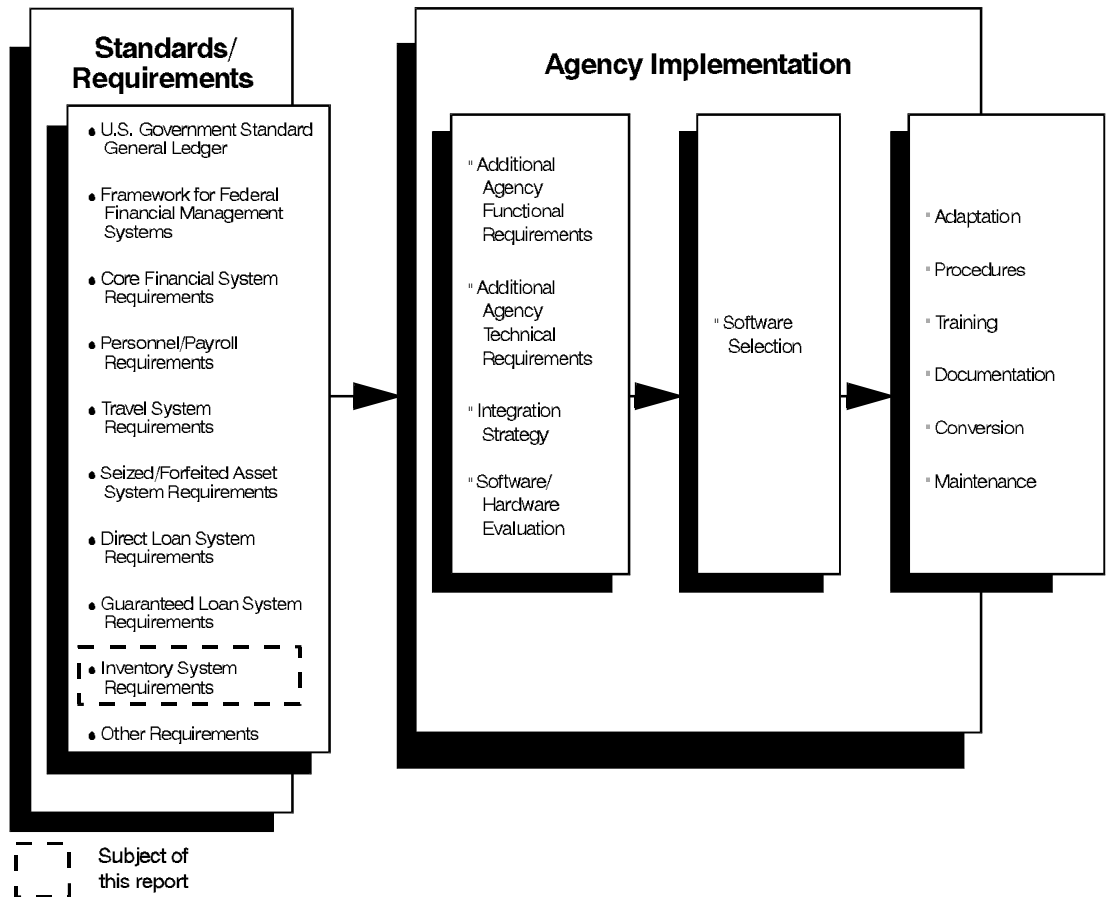 Standards/
Requirements
• U.S. Government Standard
General Ledger
• Framework for Federal
Financial Management
Systems
• Core Financial System
Requirements
• Personnel/Payroll
Requirements
• Travel System
Requirements
• Seized/Forfeited Asset
System Requirements
• Direct Loan System
Requirements
• Guaranteed Loan System
Requirements
• Inventory System
Requirements
• Other Requirements
Agency Implementation
" Additional
Agency
Functional
Requirements
" Additional
Agency
Technical
Requirements
" Integration
Strategy
" Software/
Hardware
Evaluation
" Software
Selection
" Adaptation
" Procedures
" Training
" Documentation
" Conversion
" Maintenance
Subject of
this report